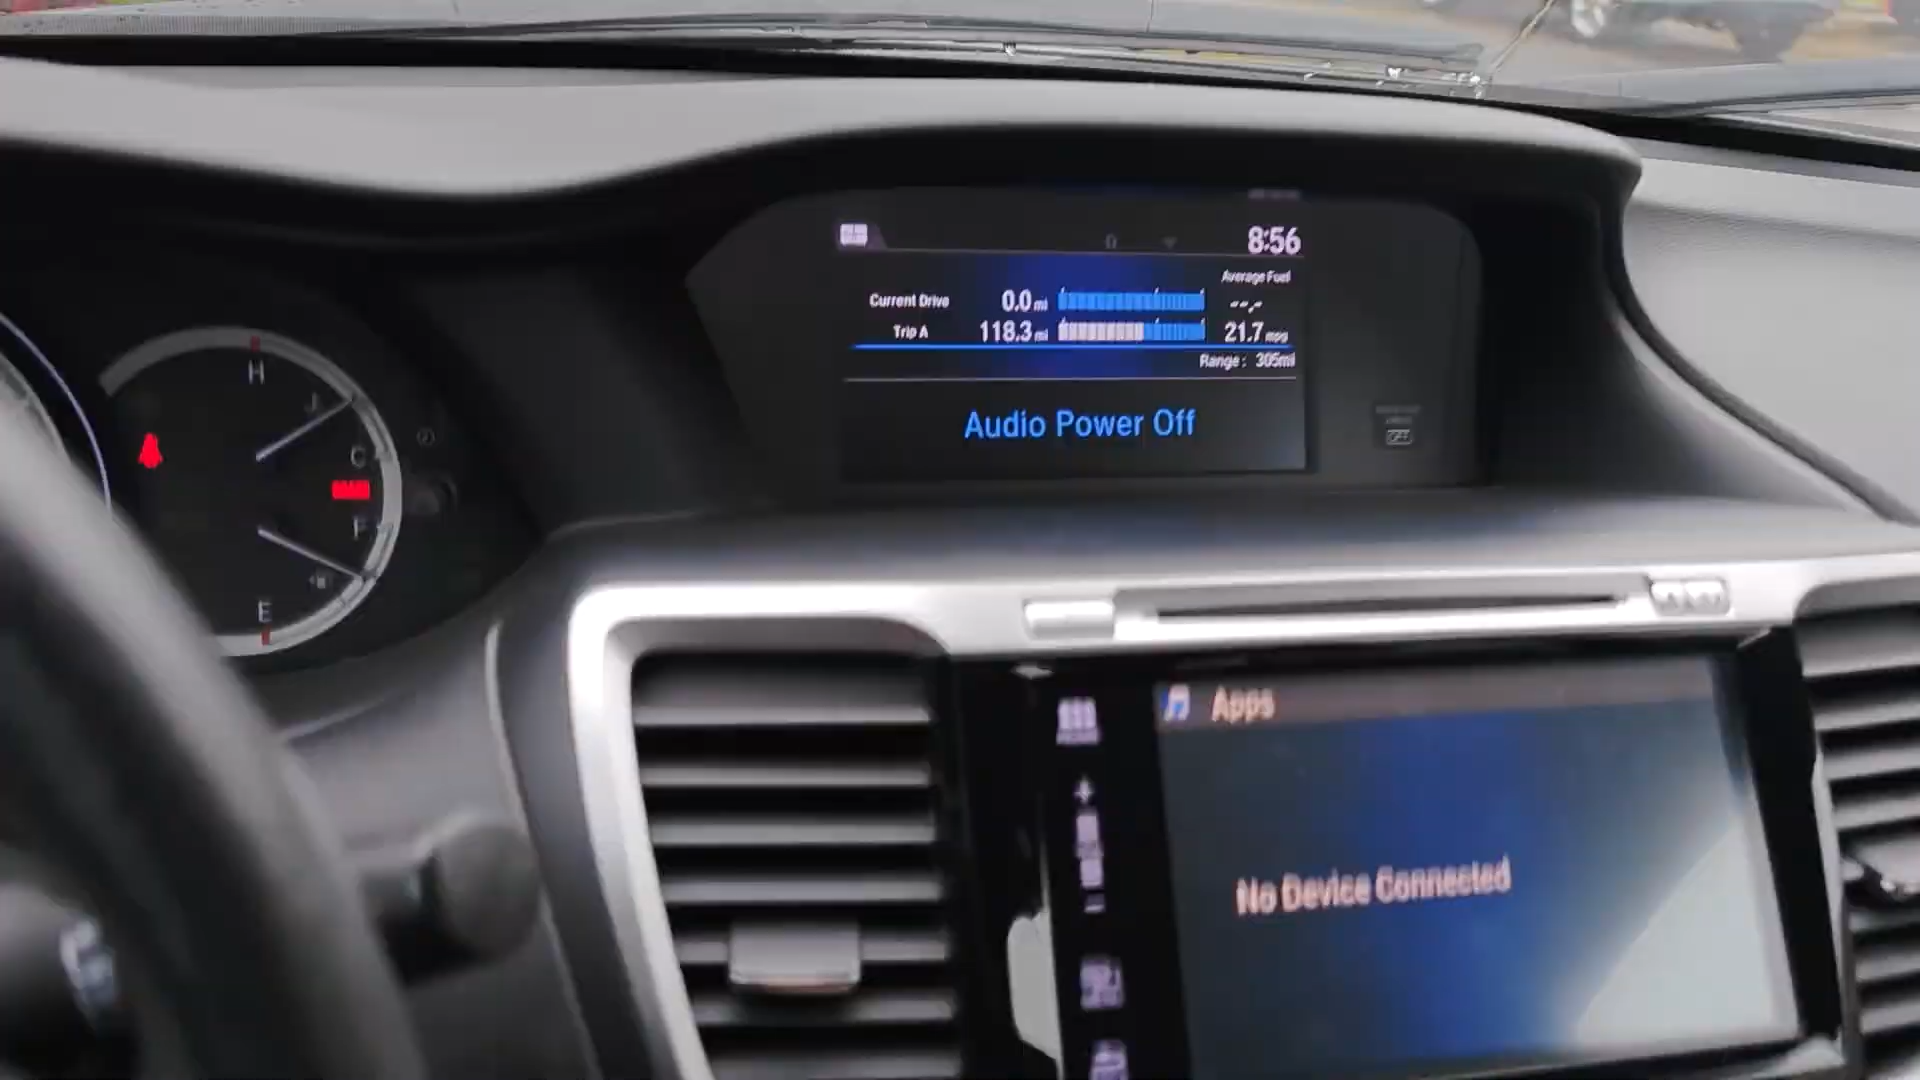 8:56
Average Fuel
Current Drive 0.0 mi --.-
Trip A 118.3 mi 21.7 mpg
Range: 305mi
Audio Power Off
H
C
F
E
OFF
Apps
No Device Connected